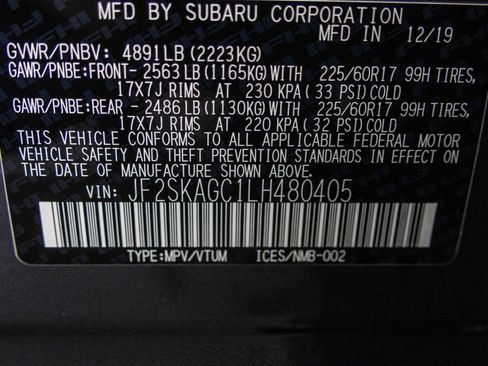 MFD BY SUBARU CORPORATION
MFD IN 12/19
GVWR/PNBV: 4891LB (2223KG)
GAWR/PNBE:FRONT- 2563LB(1165KG)WITH 225/60R17 99H TIRES,
17X7J RIMS AT 230 KPA(33 PSI)COLD
GAWR/PNBE:REAR - 2486LB(1130KG)WITH 225/60R17 99H TIRES,
17X7J RIMS AT 220 KPA(32 PSI)COLD
THIS VEHICLE CONFORMS TO ALL APPLICABLE FEDERAL MOTOR
VEHICLE SAFETY AND THEFT PREVENTION STANDARDS IN EFFECT
ON THE DATE OF MANUFACTURE SHOWN ABOVE.
VIN: JF2SKAGC1LH480405
TYPE:MPV/VTUM ICES/NMB-002